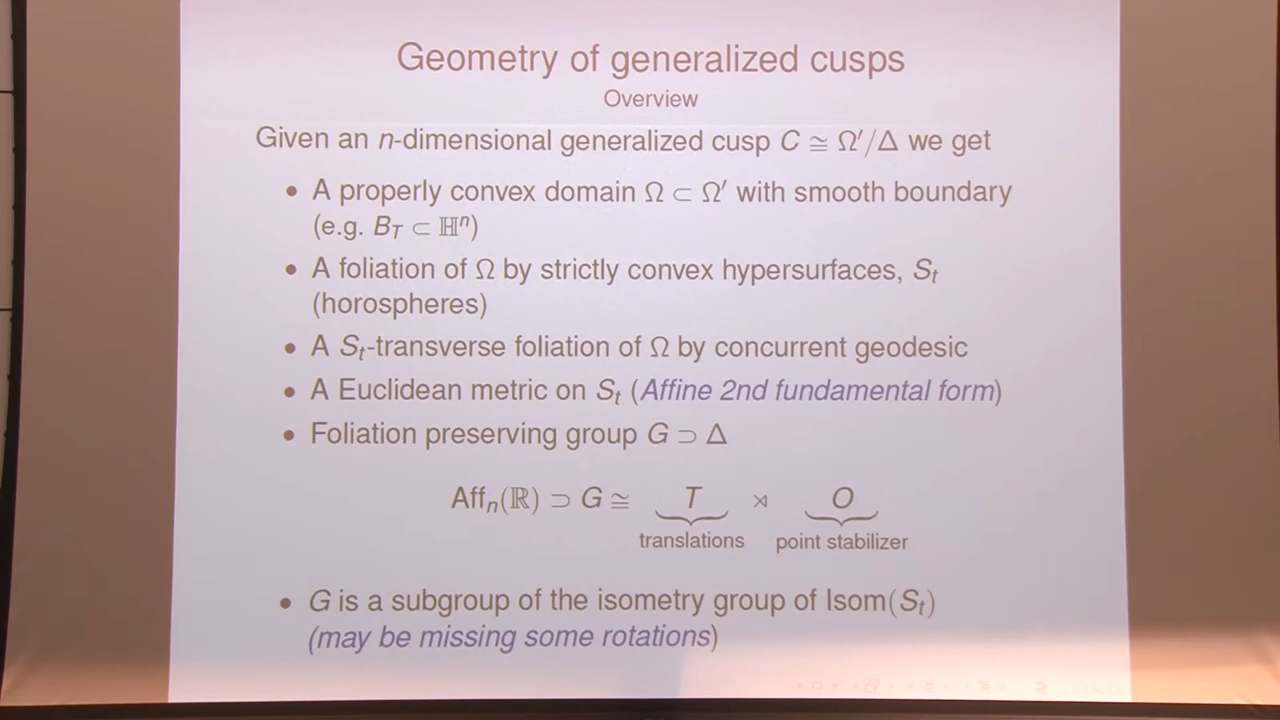 Geometry of generalized cusps
Overview
Given an n-dimensional generalized cusp C ≅ Ω′/Δ we get
• A properly convex domain Ω ⊂ Ω′ with smooth boundary
(e.g. B_T ⊂ ℍⁿ)
• A foliation of Ω by strictly convex hypersurfaces, S_t
(horospheres)
• A S_t-transverse foliation of Ω by concurrent geodesic
• A Euclidean metric on S_t (Affine 2nd fundamental form)
• Foliation preserving group G ⊃ Δ
Aff_n(ℝ) ⊃ G ≅ T ⋊ O
translations point stabilizer
• G is a subgroup of the isometry group of Isom(S_t)
(may be missing some rotations)